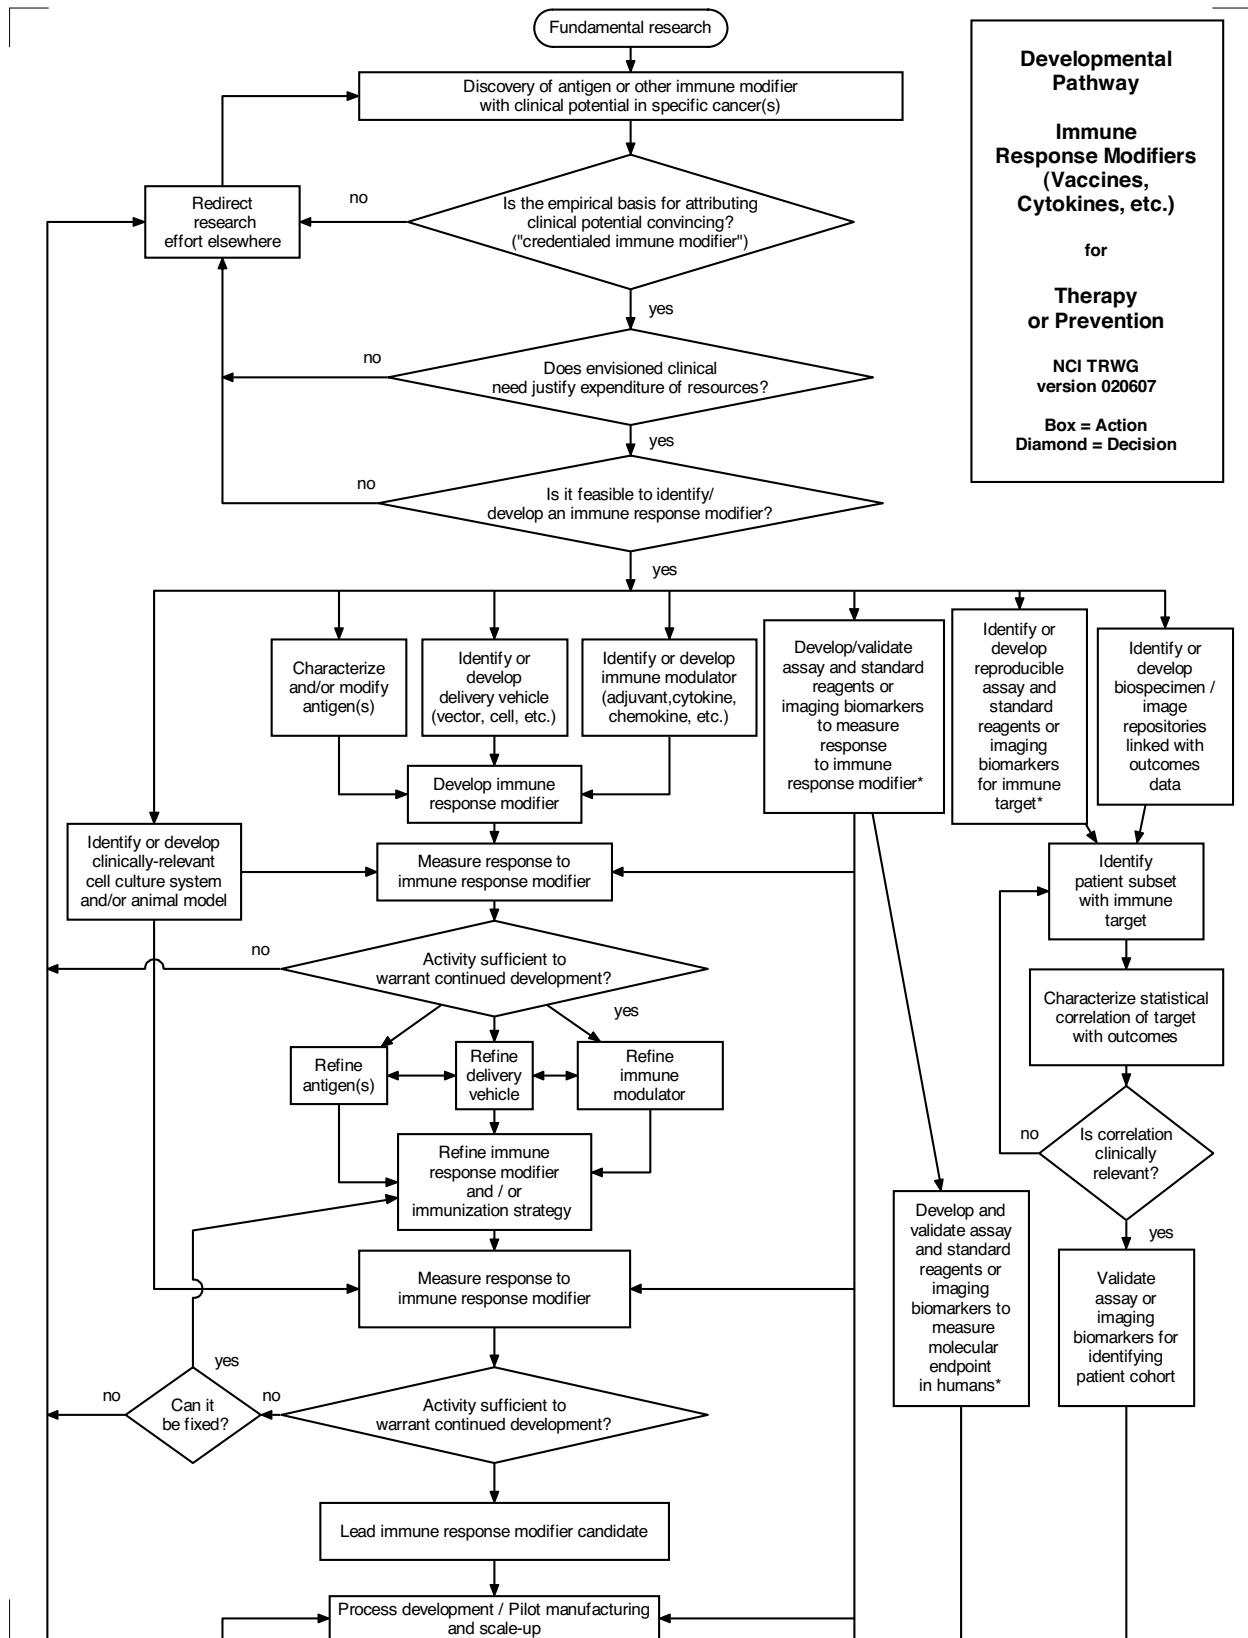 Fundamental research
Discovery of antigen or other immune modifier
with clinical potential in specific cancer(s)
Developmental
Pathway
Immune
Response Modifiers
(Vaccines,
Cytokines, etc.)
for
Therapy
or Prevention
NCI TRWG
version 020607
Box = Action
Diamond = Decision
Redirect
research
effort elsewhere
no
Is the empirical basis for attributing
clinical potential convincing?
("credentialed immune modifier")
yes
no
Does envisioned clinical
need justify expenditure of resources?
yes
no
Is it feasible to identify/
develop an immune response modifier?
yes
Characterize
and/or modify
antigen(s)
Identify or
develop
delivery vehicle
(vector, cell, etc.)
Identify or develop
immune modulator
(adjuvant,cytokine,
chemokine, etc.)
Develop/validate
assay and standard
reagents or
imaging biomarkers
to measure
response
to immune
response modifier*
Identify or
develop
reproducible
assay and
standard
reagents or
imaging
biomarkers
for immune
target*
Identify or
develop
biospecimen /
image
repositories
linked with
outcomes
data
Develop immune
response modifier
Identify or develop
clinically-relevant
cell culture system
and/or animal model
Measure response to
immune response modifier
Identify
patient subset
with immune
target
no
Activity sufficient to
warrant continued development?
yes
Characterize statistical
correlation of target
with outcomes
Refine
antigen(s)
Refine
delivery
vehicle
Refine
immune
modulator
no
Is correlation
clinically
relevant?
yes
Refine immune
response modifier
and / or
immunization strategy
Develop and
validate assay
and standard
reagents or
imaging
biomarkers to
measure
molecular
endpoint
in humans*
Validate
assay or
imaging
biomarkers for
identifying
patient cohort
Measure response to
immune response modifier
yes
no
Can it
be fixed?
no
Activity sufficient to
warrant continued development?
Lead immune response modifier candidate
Process development / Pilot manufacturing
and scale-up